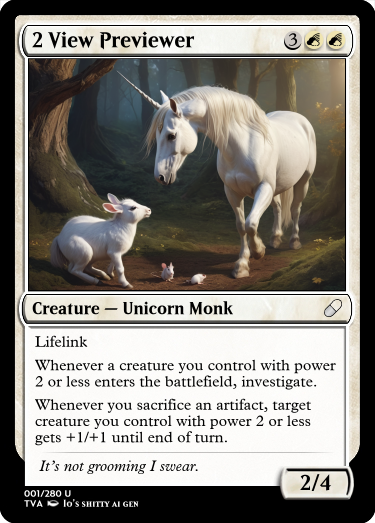 2 View Previewer 3
Creature — Unicorn Monk
Lifelink
Whenever a creature you control with power
2 or less enters the battlefield, investigate.
Whenever you sacrifice an artifact, target
creature you control with power 2 or less
gets +1/+1 until end of turn.
It's not grooming I swear.
2/4
001/280 U
TVA Io's shitty ai gen